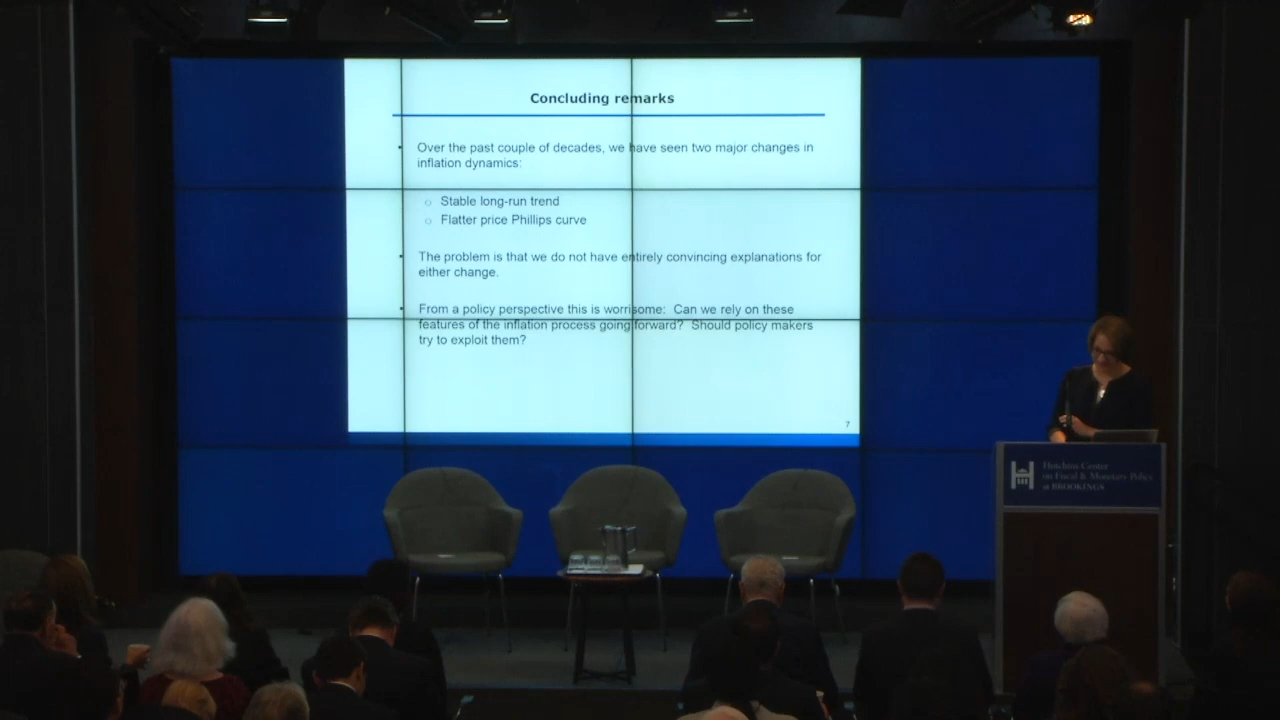 Concluding remarks
• Over the past couple of decades, we have seen two major changes in
inflation dynamics:
○ Stable long-run trend
○ Flatter price Phillips curve
• The problem is that we do not have entirely convincing explanations for
either change.
• From a policy perspective this is worrisome: Can we rely on these
features of the inflation process going forward? Should policy makers
try to exploit them?
7
Hutchins Center
on Fiscal & Monetary Policy
at BROOKINGS